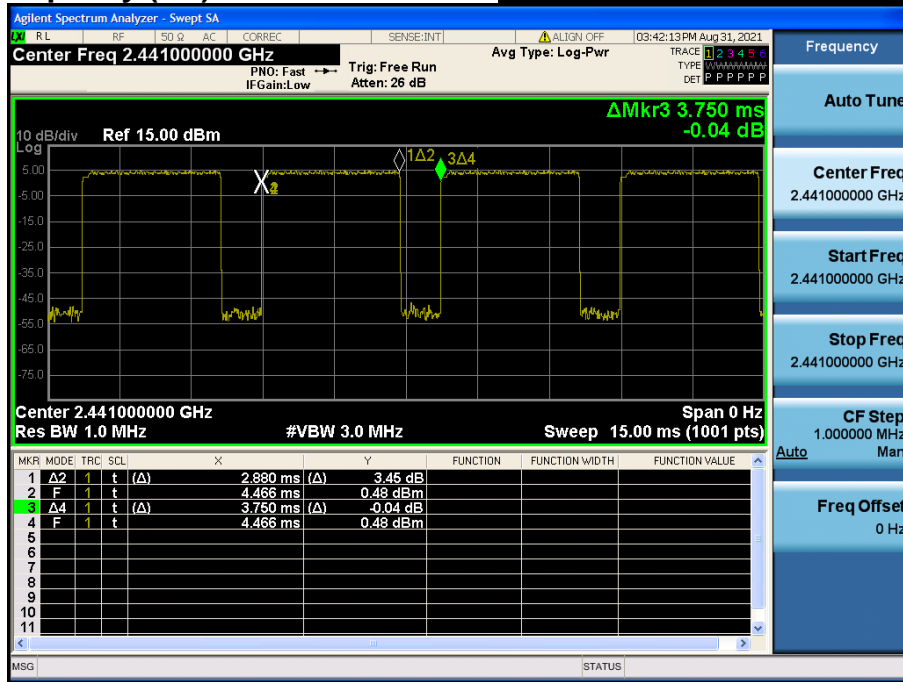 Agilent Spectrum Analyzer - Swept SA
LXI RL RF 50 Ω AC CORREC SENSE:INT ALIGN OFF 03:42:13 PM Aug 31, 2021
Center Freq 2.441000000 GHz Avg Type: Log-Pwr TRACE 1 2 3 4 5 6
PNO: Fast Trig: Free Run TYPE WWWWWW
IFGain:Low Atten: 26 dB DET P P P P P P
ΔMkr3 3.750 ms
10 dB/div Ref 15.00 dBm -0.04 dB
Log
1Δ2 3Δ4
5.00
X 2
-5.00
-15.0
-25.0
-35.0
-45.0
-55.0
-65.0
-75.0
Center 2.441000000 GHz Span 0 Hz
Res BW 1.0 MHz #VBW 3.0 MHz Sweep 15.00 ms (1001 pts)
MKR MODE TRC SCL X Y FUNCTION FUNCTION WIDTH FUNCTION VALUE
1 Δ2 1 t (Δ) 2.880 ms (Δ) 3.45 dB
2 F 1 t 4.466 ms 0.48 dBm
3 Δ4 1 t (Δ) 3.750 ms (Δ) -0.04 dB
4 F 1 t 4.466 ms 0.48 dBm
5
6
7
8
9
10
11
MSG STATUS
Frequency
Auto Tune
Center Freq
2.441000000 GHz
Start Freq
2.441000000 GHz
Stop Freq
2.441000000 GHz
CF Step
1.000000 MHz
Auto Man
Freq Offset
0 Hz